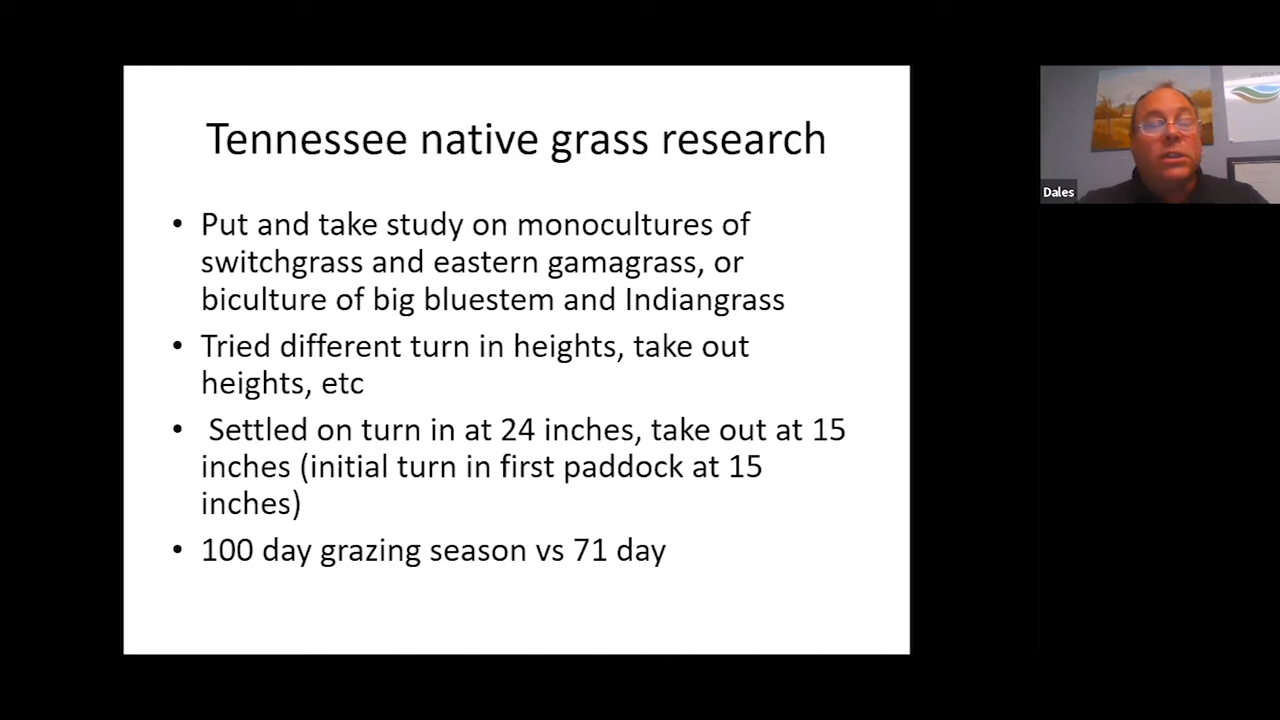 Tennessee native grass research
• Put and take study on monocultures of
switchgrass and eastern gamagrass, or
biculture of big bluestem and Indiangrass
• Tried different turn in heights, take out
heights, etc
• Settled on turn in at 24 inches, take out at 15
inches (initial turn in first paddock at 15
inches)
• 100 day grazing season vs 71 day
Dales